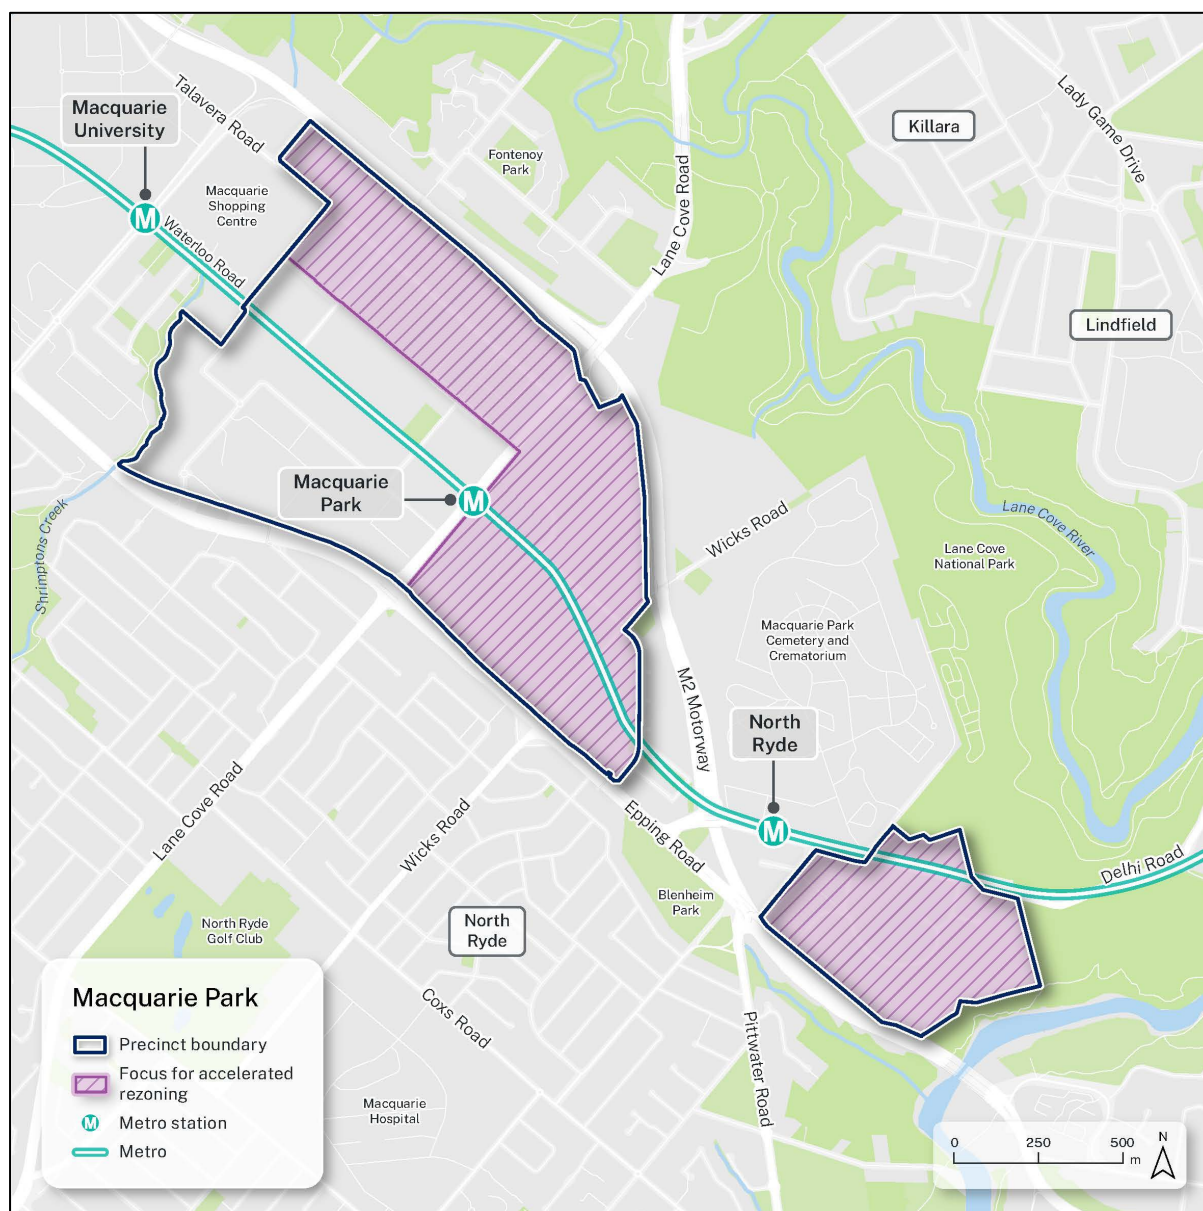 Talavera Road
Macquarie
University
M
Macquarie
Shopping
Centre
Waterloo Road
Fontenoy
Park
Lane Cove Road
Killara
Lady Game Drive
Lindfield
Macquarie
Park
M
Shrimptons Creek
Wicks Road
Lane Cove River
Lane Cove
National Park
Macquarie Park
Cemetery and
Crematorium
M2 Motorway
North
Ryde
M
Lane Cove Road
Wicks Road
Epping Road
Delhi Road
Blenheim
Park
North Ryde
Golf Club
North
Ryde
Coxs Road
Pittwater Road
Macquarie
Hospital
Macquarie Park
Precinct boundary
Focus for accelerated
rezoning
M
Metro station
Metro
0 250 500
m
N